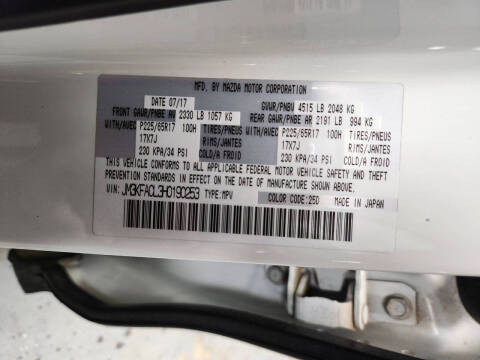 MFD. BY MAZDA MOTOR CORPORATION
DATE 07/17 GVWR/PNBV 4515 LB 2048 KG
FRONT GAWR/PNBE AV 2330 LB 1057 KG REAR GAWR/PNBE AR 2191 LB 994 KG
WITH/AVEC P225/65R17 100H TIRES/PNEUS WITH/AVEC P225/65R17 100H TIRES/PNEUS
17X7J RIMS/JANTES 17X7J RIMS/JANTES
230 KPA/34 PSI COLD/A FROID 230 KPA/34 PSI COLD/A FROID
THIS VEHICLE CONFORMS TO ALL APPLICABLE FEDERAL MOTOR VEHICLE SAFETY, BUMPER AND
THEFT PREVENTION STANDARDS IN EFFECT ON THE DATE OF MANUFACTURE SHOWN ABOVE.
VIN: JM3KFACL3H0190253 TYPE:MPV COLOR CODE:25D MADE IN JAPAN